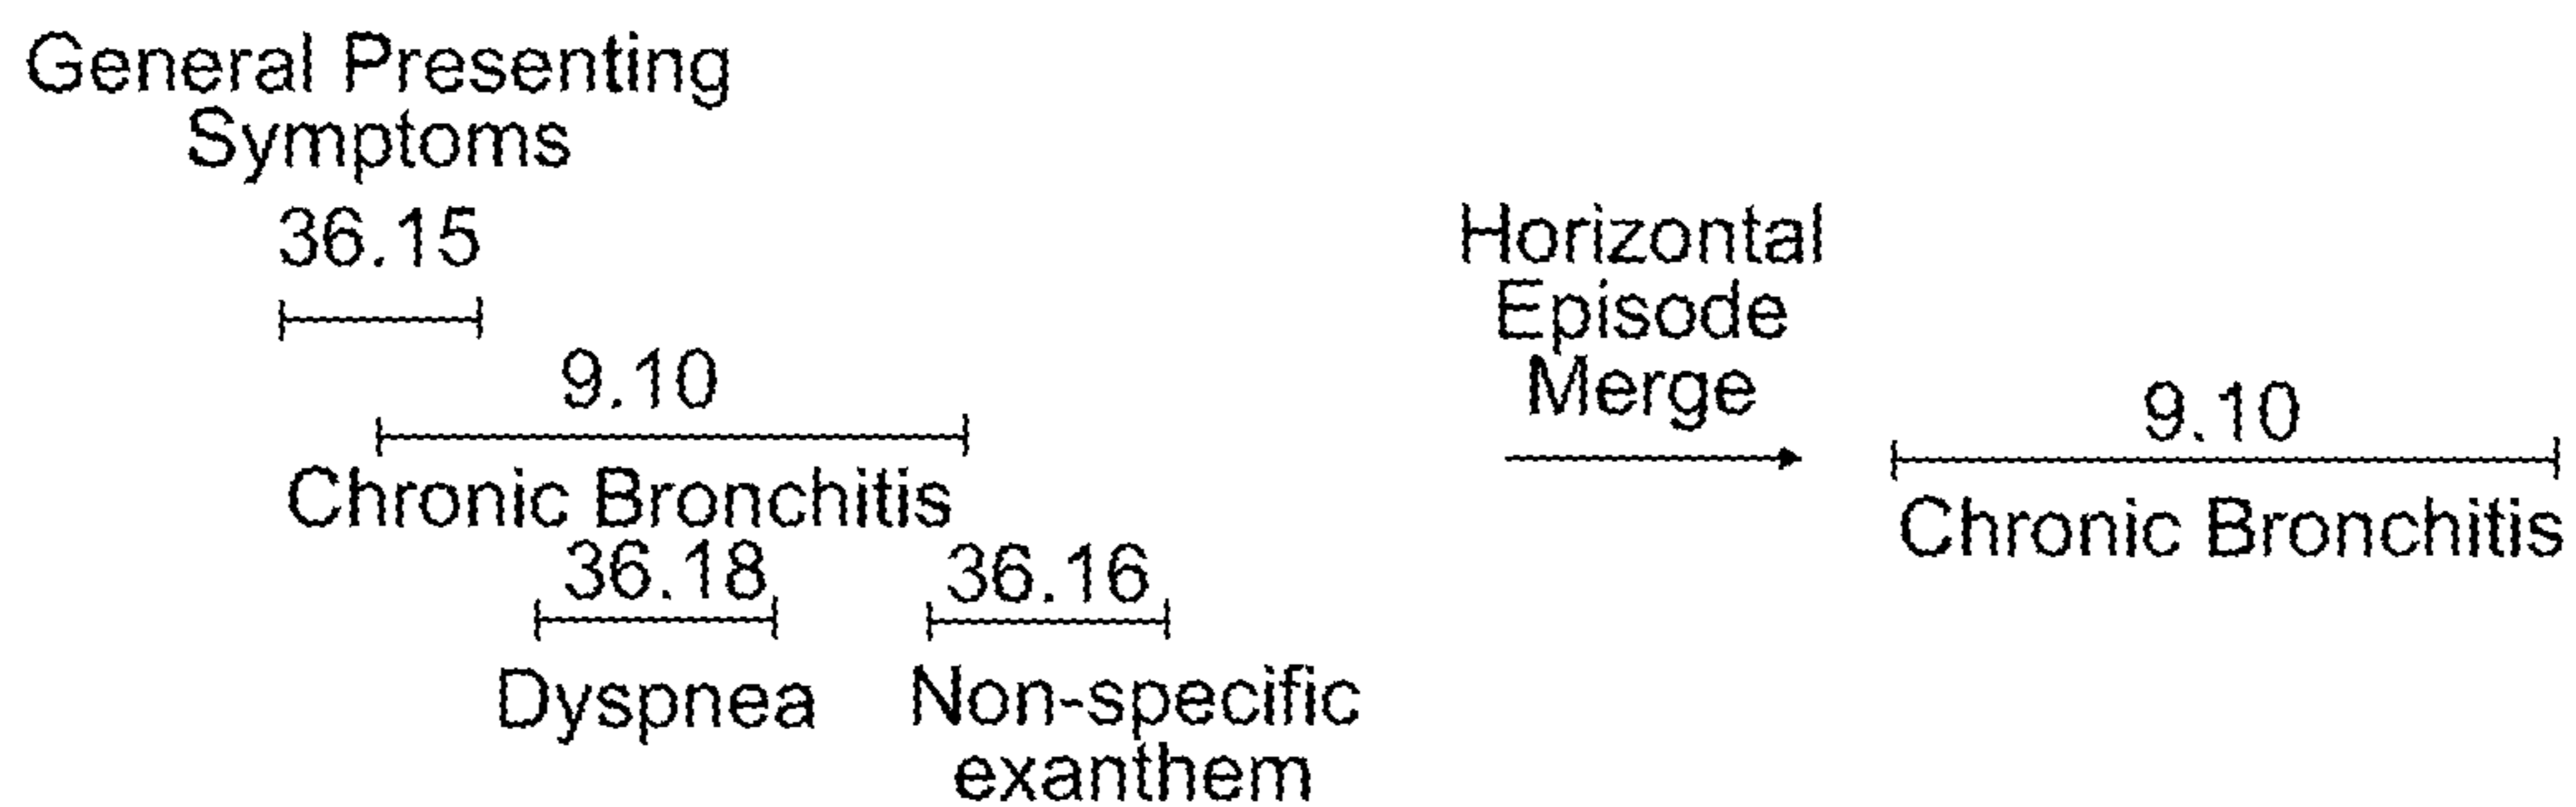 General Presenting
Symptoms
36.15
9.10
Chronic Bronchitis
36.18
36.16
Dyspnea
Non-specific
exanthem
Horizontal
Episode
Merge
9.10
Chronic Bronchitis